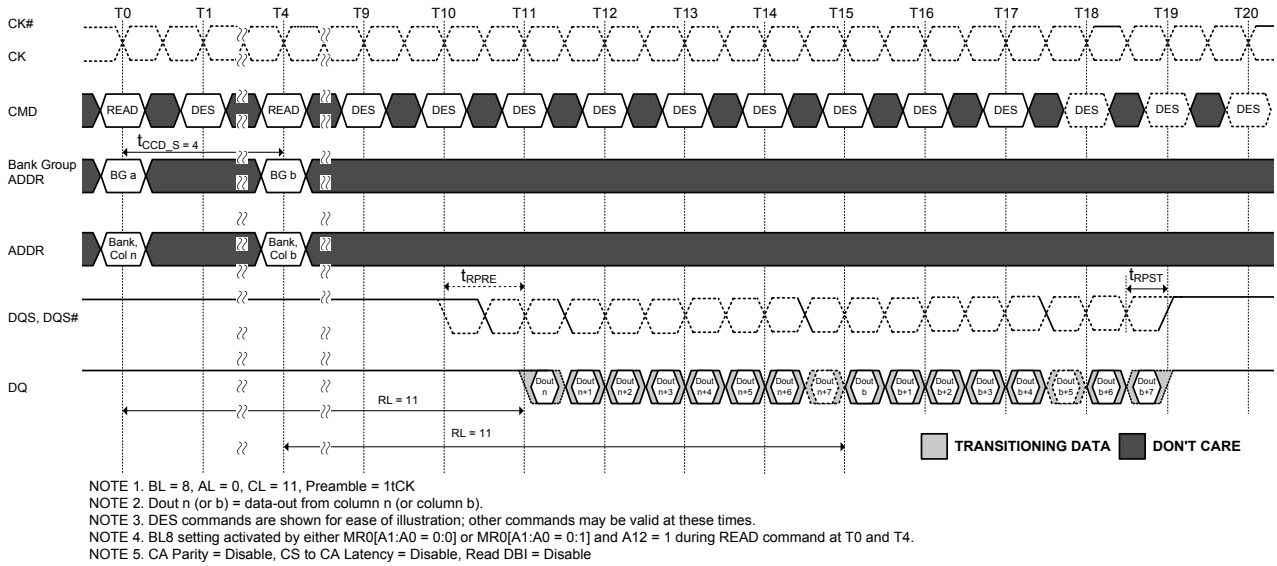 T0 T1 T4 T9 T10 T11 T12 T13 T14 T15 T16 T17 T18 T19 T20
CK#
CK
CMD READ DES READ DES DES DES DES DES DES DES DES DES DES DES DES
tCCD_S = 4
Bank Group
ADDR
BG a BG b
ADDR
Bank,
Col n
Bank,
Col b
tRPRE tRPST
DQS, DQS#
DQ
Dout
n
Dout
n+1
Dout
n+2
Dout
n+3
Dout
n+4
Dout
n+5
Dout
n+6
Dout
n+7
Dout
b
Dout
b+1
Dout
b+2
Dout
b+3
Dout
b+4
Dout
b+5
Dout
b+6
Dout
b+7
RL = 11
RL = 11
TRANSITIONING DATA DON'T CARE
NOTE 1. BL = 8, AL = 0, CL = 11, Preamble = 1tCK
NOTE 2. Dout n (or b) = data-out from column n (or column b).
NOTE 3. DES commands are shown for ease of illustration; other commands may be valid at these times.
NOTE 4. BL8 setting activated by either MR0[A1:A0 = 0:0] or MR0[A1:A0 = 0:1] and A12 = 1 during READ command at T0 and T4.
NOTE 5. CA Parity = Disable, CS to CA Latency = Disable, Read DBI = Disable